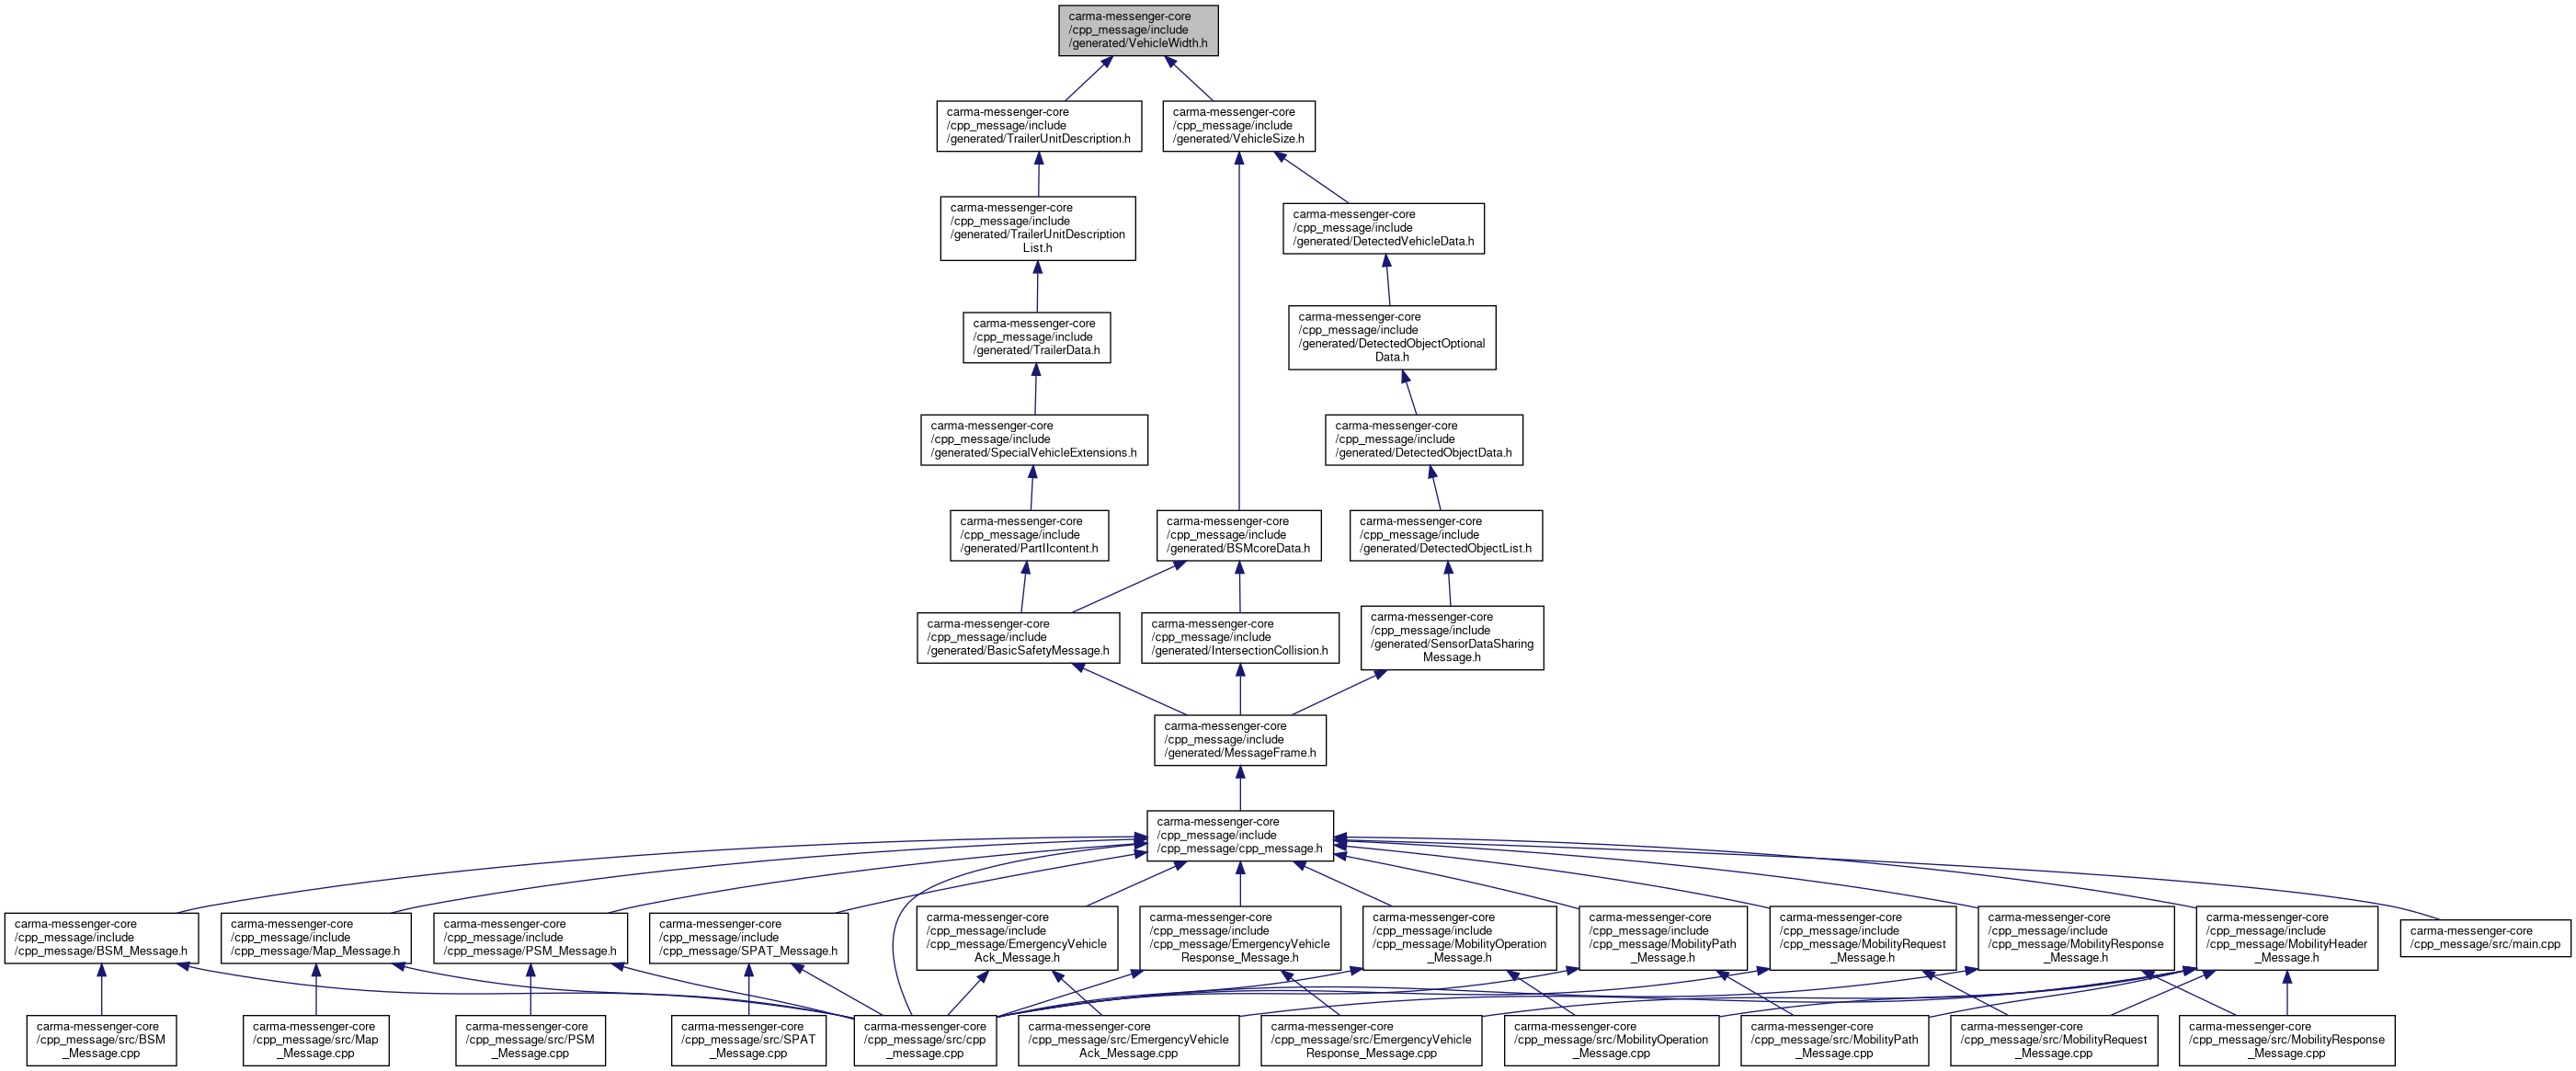 carma-messenger-core
/cpp_message/include
/generated/VehicleWidth.h
carma-messenger-core
/cpp_message/include
/generated/TrailerUnitDescription.h
carma-messenger-core
/cpp_message/include
/generated/VehicleSize.h
carma-messenger-core
/cpp_message/include
/generated/TrailerUnitDescription
List.h
carma-messenger-core
/cpp_message/include
/generated/DetectedVehicleData.h
carma-messenger-core
/cpp_message/include
/generated/TrailerData.h
carma-messenger-core
/cpp_message/include
/generated/DetectedObjectOptional
Data.h
carma-messenger-core
/cpp_message/include
/generated/SpecialVehicleExtensions.h
carma-messenger-core
/cpp_message/include
/generated/DetectedObjectData.h
carma-messenger-core
/cpp_message/include
/generated/PartIIcontent.h
carma-messenger-core
/cpp_message/include
/generated/BSMcoreData.h
carma-messenger-core
/cpp_message/include
/generated/DetectedObjectList.h
carma-messenger-core
/cpp_message/include
/generated/BasicSafetyMessage.h
carma-messenger-core
/cpp_message/include
/generated/IntersectionCollision.h
carma-messenger-core
/cpp_message/include
/generated/SensorDataSharing
Message.h
carma-messenger-core
/cpp_message/include
/generated/MessageFrame.h
carma-messenger-core
/cpp_message/include
/cpp_message/cpp_message.h
carma-messenger-core
/cpp_message/include
/cpp_message/BSM_Message.h
carma-messenger-core
/cpp_message/include
/cpp_message/Map_Message.h
carma-messenger-core
/cpp_message/include
/cpp_message/PSM_Message.h
carma-messenger-core
/cpp_message/include
/cpp_message/SPAT_Message.h
carma-messenger-core
/cpp_message/include
/cpp_message/EmergencyVehicle
Ack_Message.h
carma-messenger-core
/cpp_message/include
/cpp_message/EmergencyVehicle
Response_Message.h
carma-messenger-core
/cpp_message/include
/cpp_message/MobilityOperation
_Message.h
carma-messenger-core
/cpp_message/include
/cpp_message/MobilityPath
_Message.h
carma-messenger-core
/cpp_message/include
/cpp_message/MobilityRequest
_Message.h
carma-messenger-core
/cpp_message/include
/cpp_message/MobilityResponse
_Message.h
carma-messenger-core
/cpp_message/include
/cpp_message/MobilityHeader
_Message.h
carma-messenger-core
/cpp_message/src/main.cpp
carma-messenger-core
/cpp_message/src/BSM
_Message.cpp
carma-messenger-core
/cpp_message/src/Map
_Message.cpp
carma-messenger-core
/cpp_message/src/PSM
_Message.cpp
carma-messenger-core
/cpp_message/src/SPAT
_Message.cpp
carma-messenger-core
/cpp_message/src/cpp
_message.cpp
carma-messenger-core
/cpp_message/src/EmergencyVehicle
Ack_Message.cpp
carma-messenger-core
/cpp_message/src/EmergencyVehicle
Response_Message.cpp
carma-messenger-core
/cpp_message/src/MobilityOperation
_Message.cpp
carma-messenger-core
/cpp_message/src/MobilityPath
_Message.cpp
carma-messenger-core
/cpp_message/src/MobilityRequest
_Message.cpp
carma-messenger-core
/cpp_message/src/MobilityResponse
_Message.cpp